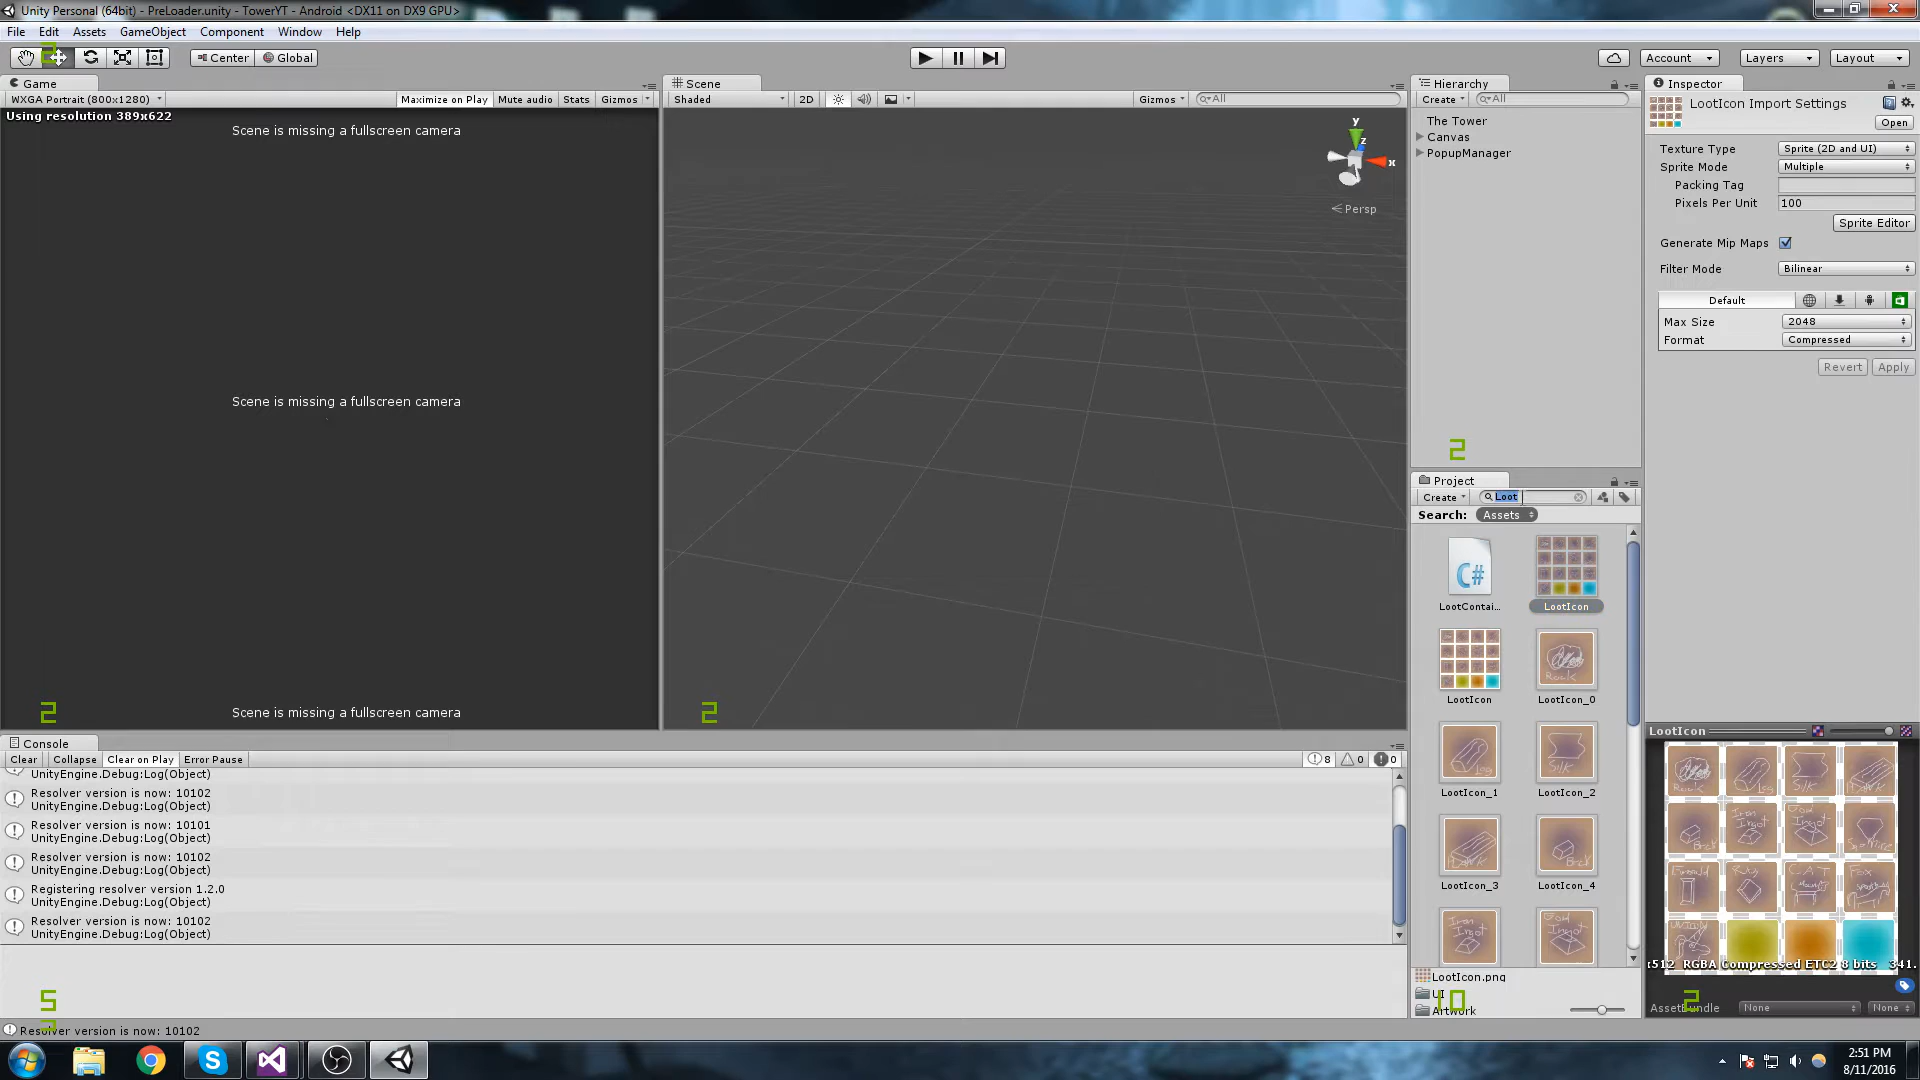 Unity Personal (64bit) - PreLoader.unity - TowerYT - Android <DX11 on DX9 GPU>
File Edit Assets GameObject Component Window Help
Center Global Account Layers Layout
Game
WXGA Portrait (800x1280) Maximize on Play Mute audio Stats Gizmos
Using resolution 389x622
Scene is missing a fullscreen camera
Scene is missing a fullscreen camera
Scene is missing a fullscreen camera
2
2
Scene
Shaded 2D Gizmos All
y
z
x
Persp
2
Hierarchy
Create All
The Tower
Canvas
PopupManager
2
Project
Create Loot
Search: Assets
LootContai... LootIcon
LootIcon LootIcon_0
LootIcon_1 LootIcon_2
LootIcon_3 LootIcon_4
LootIcon.png
UI
Artwork
10
Inspector
LootIcon Import Settings
Open
Texture Type Sprite (2D and UI)
Sprite Mode Multiple
Packing Tag
Pixels Per Unit 100
Sprite Editor
Generate Mip Maps
Filter Mode Bilinear
Default
Max Size 2048
Format Compressed
Revert Apply
LootIcon
RGBA Compressed ETC2 8 bits 341.
AssetBundle None None
2
Console
Clear Collapse Clear on Play Error Pause 8 0 0
UnityEngine.Debug:Log(Object)
Resolver version is now: 10102
UnityEngine.Debug:Log(Object)
Resolver version is now: 10101
UnityEngine.Debug:Log(Object)
Resolver version is now: 10102
UnityEngine.Debug:Log(Object)
Registering resolver version 1.2.0
UnityEngine.Debug:Log(Object)
Resolver version is now: 10102
UnityEngine.Debug:Log(Object)
5
Resolver version is now: 10102
2:51 PM
8/11/2016